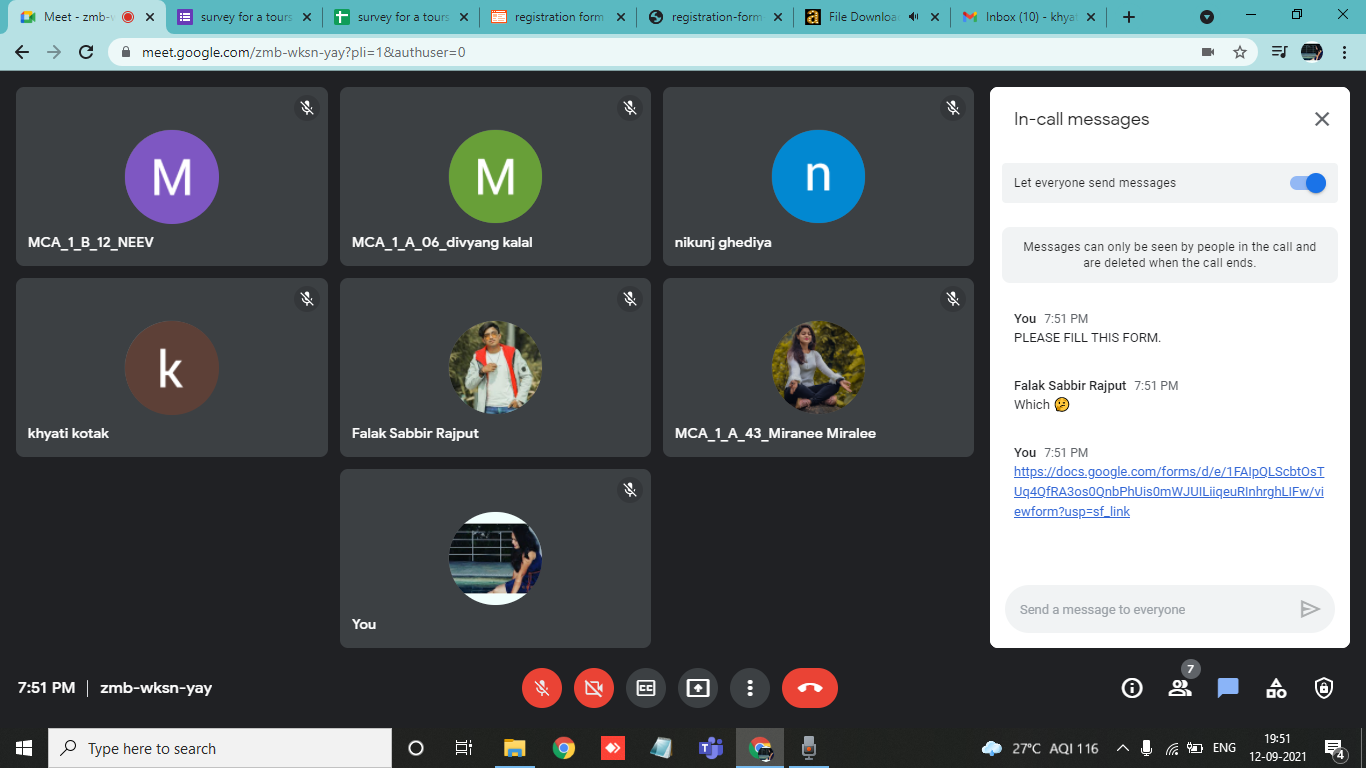 Meet - zmb-
survey for a tours
survey for a tours
registration form
registration-form
File Downloa
Inbox (10) - khya
meet.google.com/zmb-wksn-yay?pli=1&authuser=0
M
MCA_1_B_12_NEEV
M
MCA_1_A_06_divyang kalal
n
nikunj ghediya
k
khyati kotak
Falak Sabbir Rajput
MCA_1_A_43_Miranee Miralee
You
In-call messages
Let everyone send messages
Messages can only be seen by people in the call and
are deleted when the call ends.
You 7:51 PM
PLEASE FILL THIS FORM.
Falak Sabbir Rajput 7:51 PM
Which 🤔
You 7:51 PM
https://docs.google.com/forms/d/e/1FAIpQLScbtOsT
Uq4QfRA3os0QnbPhUis0mWJUILiiqeuRInhrghLIFw/vi
ewform?usp=sf_link
Send a message to everyone
7:51 PM | zmb-wksn-yay
CC
7
Type here to search
27°C AQI 116
ENG
19:51
12-09-2021
4